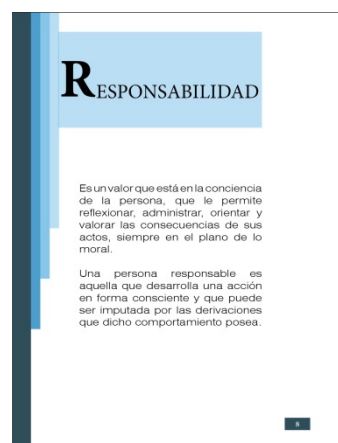 RESPONSABILIDAD
Es un valor que está en la conciencia
de la persona, que le permite
reflexionar, administrar, orientar y
valorar las consecuencias de sus
actos, siempre en el plano de lo
moral.
Una persona responsable es
aquella que desarrolla una acción
en forma consciente y que puede
ser imputada por las derivaciones
que dicho comportamiento posea.